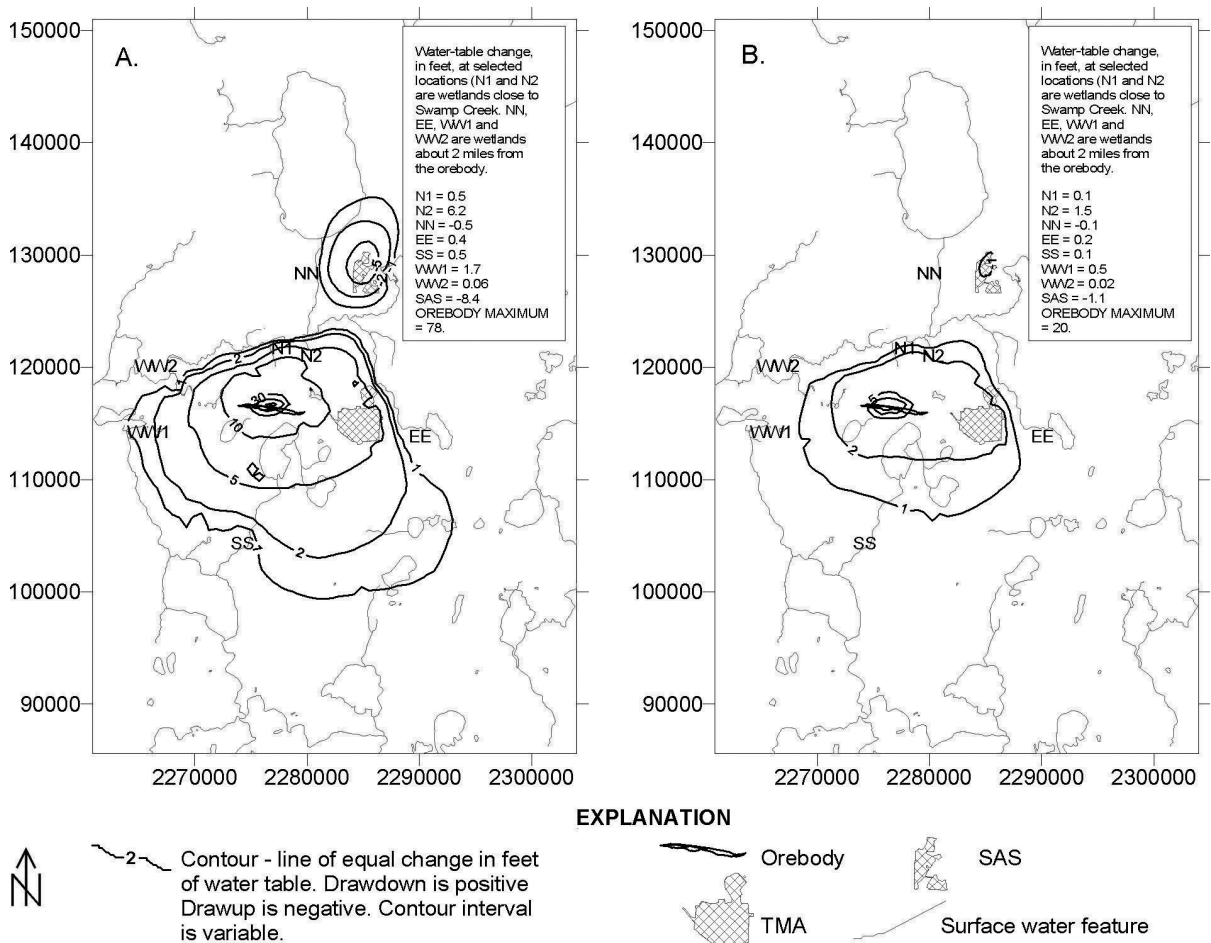 A.
Water-table change,
in feet, at selected
locations (N1 and N2
are wetlands close to
Swamp Creek. NN,
EE, WW1 and
WW2 are wetlands
about 2 miles from
the orebody.
N1 = 0.5
N2 = 6.2
NN = -0.5
EE = 0.4
SS = 0.5
WW1 = 1.7
WW2 = 0.06
SAS = -8.4
OREBODY MAXIMUM
= 78.
150000
140000
130000
120000
110000
100000
90000
2270000 2280000 2290000 2300000
NN
-5
-2
-1
N1
N2
WW2
WW1
EE
SS
1
2
30
10
5
1
2
1
B.
Water-table change,
in feet, at selected
locations (N1 and N2
are wetlands close to
Swamp Creek. NN,
EE, WW1 and
WW2 are wetlands
about 2 miles from
the orebody.
N1 = 0.1
N2 = 1.5
NN = -0.1
EE = 0.2
SS = 0.1
WW1 = 0.5
WW2 = 0.02
SAS = -1.1
OREBODY MAXIMUM
= 20.
150000
140000
130000
120000
110000
100000
90000
2270000 2280000 2290000 2300000
NN
N1
N2
WW2
WW1
EE
SS
5
2
1
EXPLANATION
N
2
Contour - line of equal change in feet
of water table. Drawdown is positive
Drawup is negative. Contour interval
is variable.
Orebody
SAS
TMA
Surface water feature